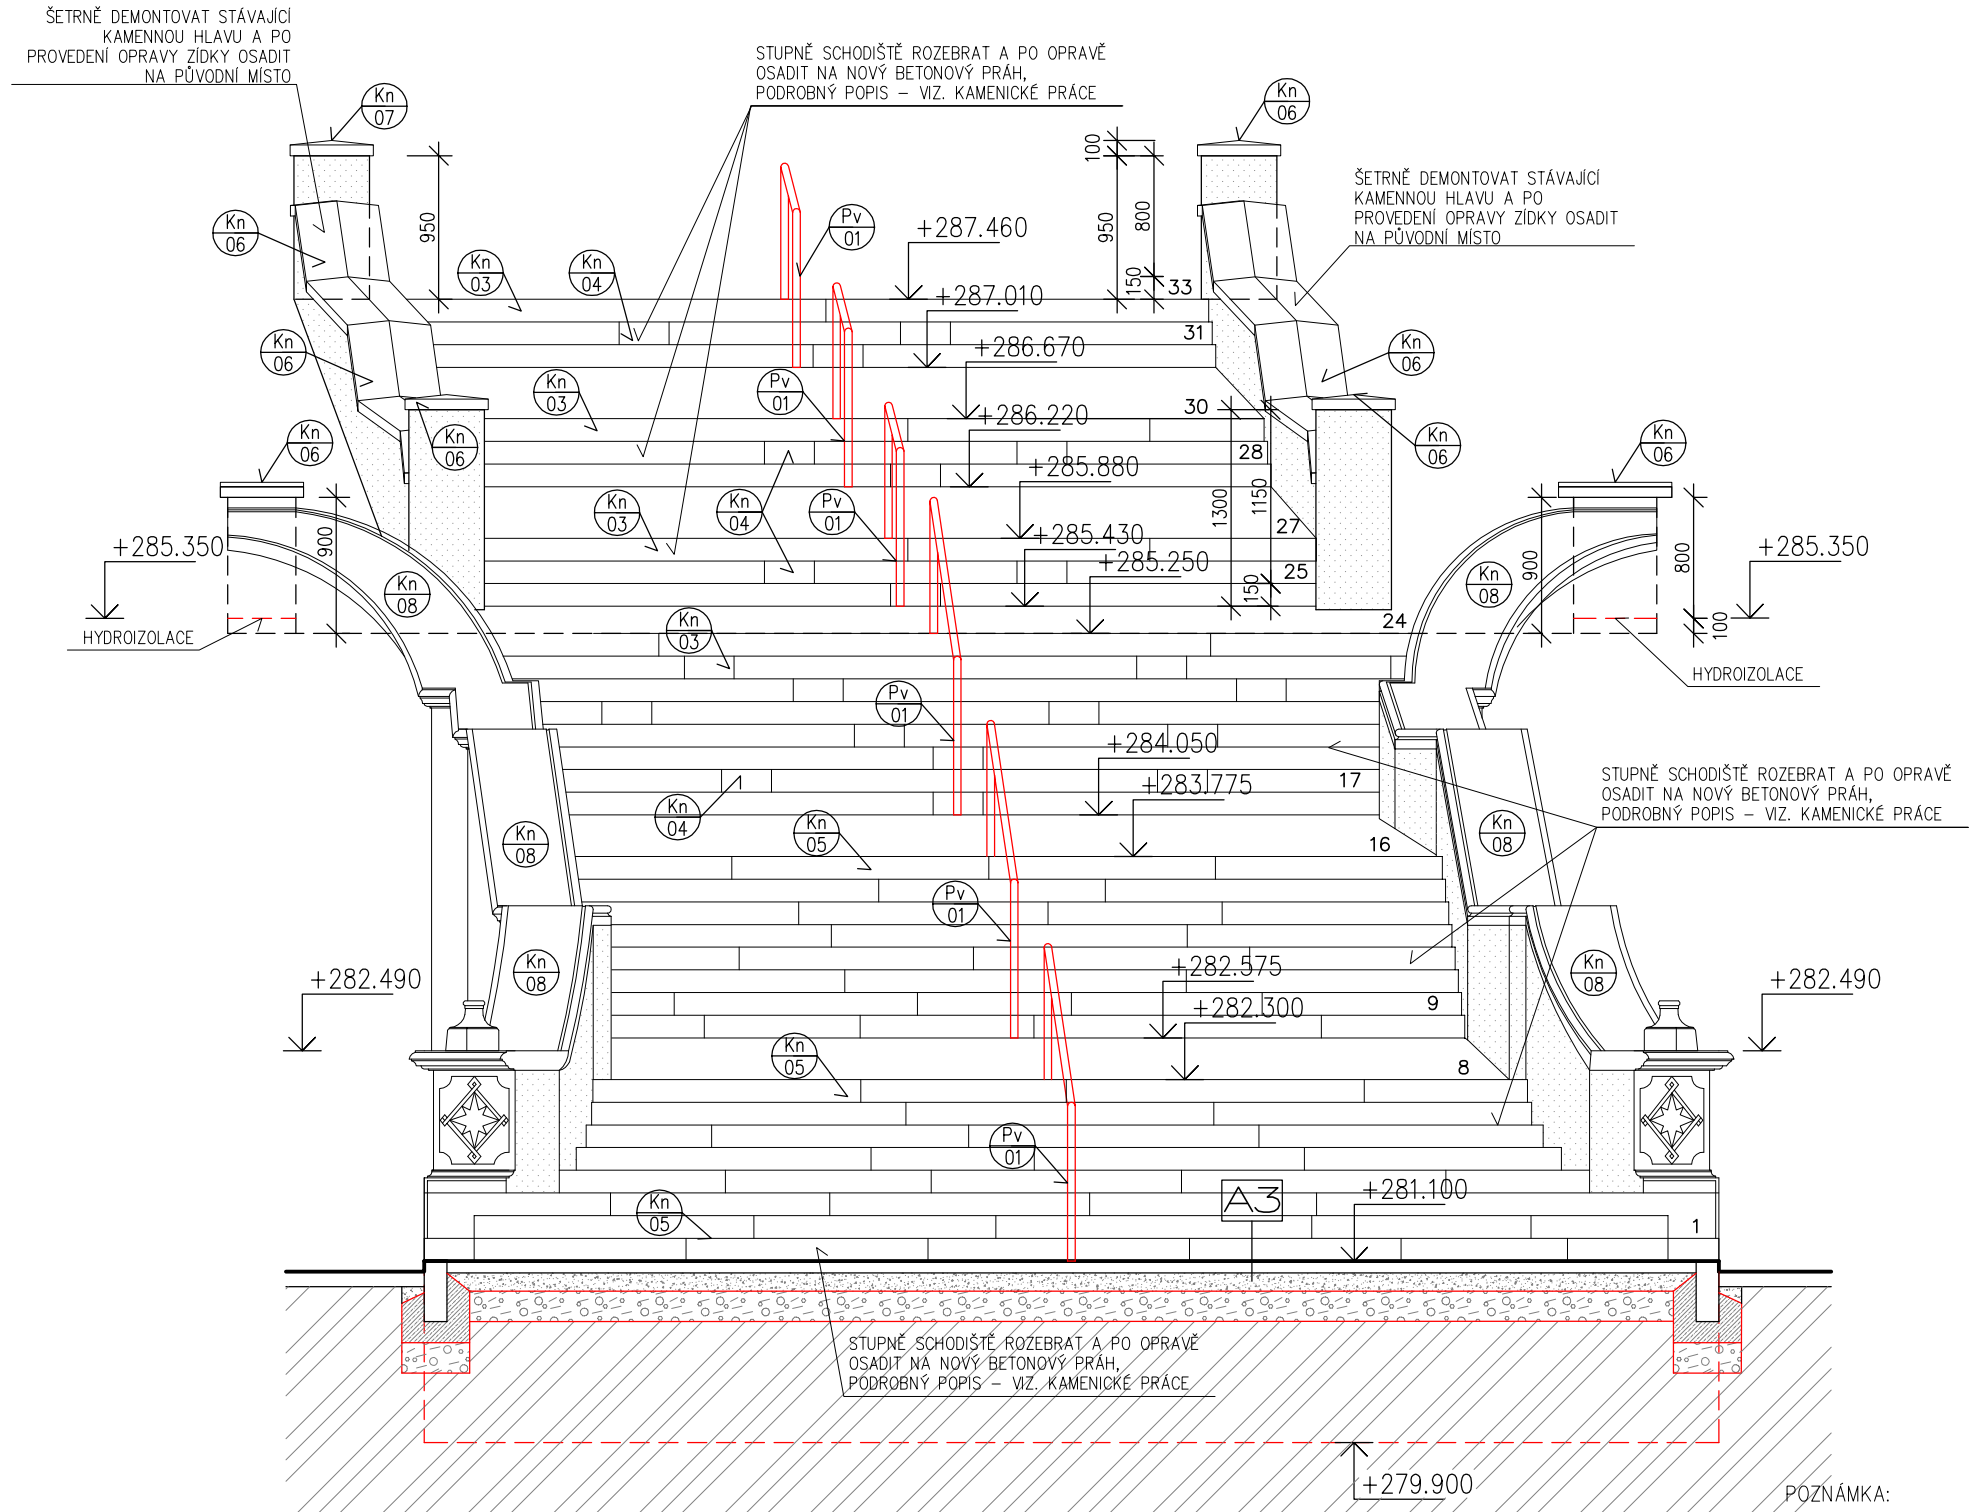 ŠETRNĚ DEMONTOVAT STÁVAJÍCÍ
KAMENNOU HLAVU A PO
PROVEDENÍ OPRAVY ZÍDKY OSADIT
NA PŮVODNÍ MÍSTO
STUPNĚ SCHODIŠTĚ ROZEBRAT A PO OPRAVĚ
OSADIT NA NOVÝ BETONOVÝ PRÁH,
PODROBNÝ POPIS – VIZ. KAMENICKÉ PRÁCE
Kn
07
Kn
06
100
950
800
150
950
ŠETRNĚ DEMONTOVAT STÁVAJÍCÍ
KAMENNOU HLAVU A PO
PROVEDENÍ OPRAVY ZÍDKY OSADIT
NA PŮVODNÍ MÍSTO
Kn
06
Pv
01
+287.460
Kn
03
Kn
04
33
+287.010
31
Kn
06
+286.670
Kn
06
Kn
03
Pv
01
30
+286.220
Kn
06
Kn
06
28
Kn
06
Kn
06
+285.880
1300
1150
150
Kn
03
Kn
04
Pv
01
27
+285.430
25
+285.250
900
+285.350
Kn
08
900
Kn
08
800
100
+285.350
HYDROIZOLACE
24
Kn
03
HYDROIZOLACE
Pv
01
+284.050
17
+283.775
STUPNĚ SCHODIŠTĚ ROZEBRAT A PO OPRAVĚ
OSADIT NA NOVÝ BETONOVÝ PRÁH,
PODROBNÝ POPIS – VIZ. KAMENICKÉ PRÁCE
Kn
04
Kn
05
16
Kn
08
Kn
08
Pv
01
+282.490
Kn
08
+282.575
Kn
08
+282.490
9
+282.300
Kn
05
8
Pv
01
Kn
05
A3
+281.100
1
STUPNĚ SCHODIŠTĚ ROZEBRAT A PO OPRAVĚ
OSADIT NA NOVÝ BETONOVÝ PRÁH,
PODROBNÝ POPIS – VIZ. KAMENICKÉ PRÁCE
+279.900
POZNÁMKA: